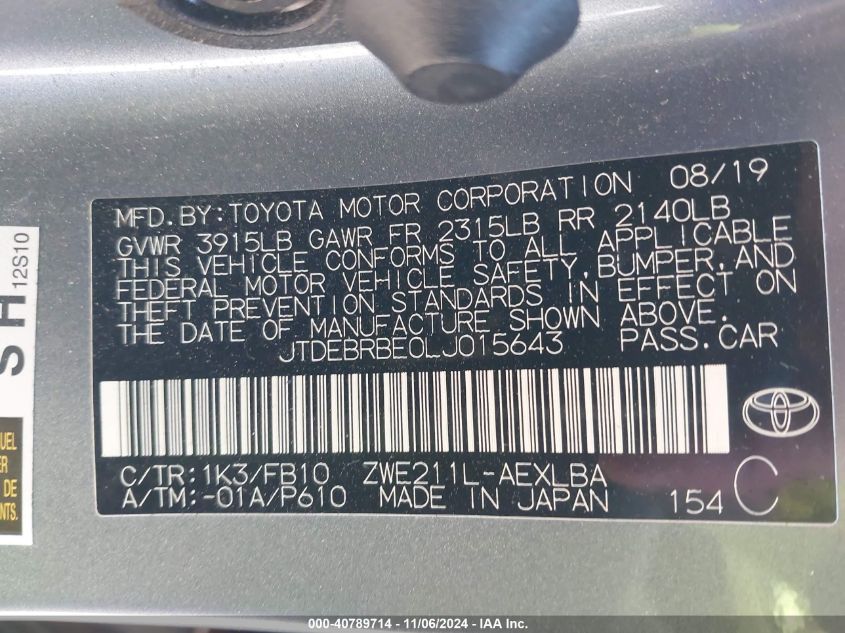 MFD. BY: TOYOTA MOTOR CORPORATION 08/19
GVWR 3915LB GAWR FR 2315LB RR 2140LB
THIS VEHICLE CONFORMS TO ALL APPLICABLE
FEDERAL MOTOR VEHICLE SAFETY, BUMPER, AND
THEFT PREVENTION STANDARDS IN EFFECT ON
THE DATE OF MANUFACTURE SHOWN ABOVE.
JTDEBRBE0LJ015643 PASS. CAR
C/TR: 1K3/FB10 ZWE211L-AEXLBA
A/TM: -01A/P610 MADE IN JAPAN 154 C
S H
12S10
UEL
DE
NTS.
000-40789714 - 11/06/2024 - IAA Inc.